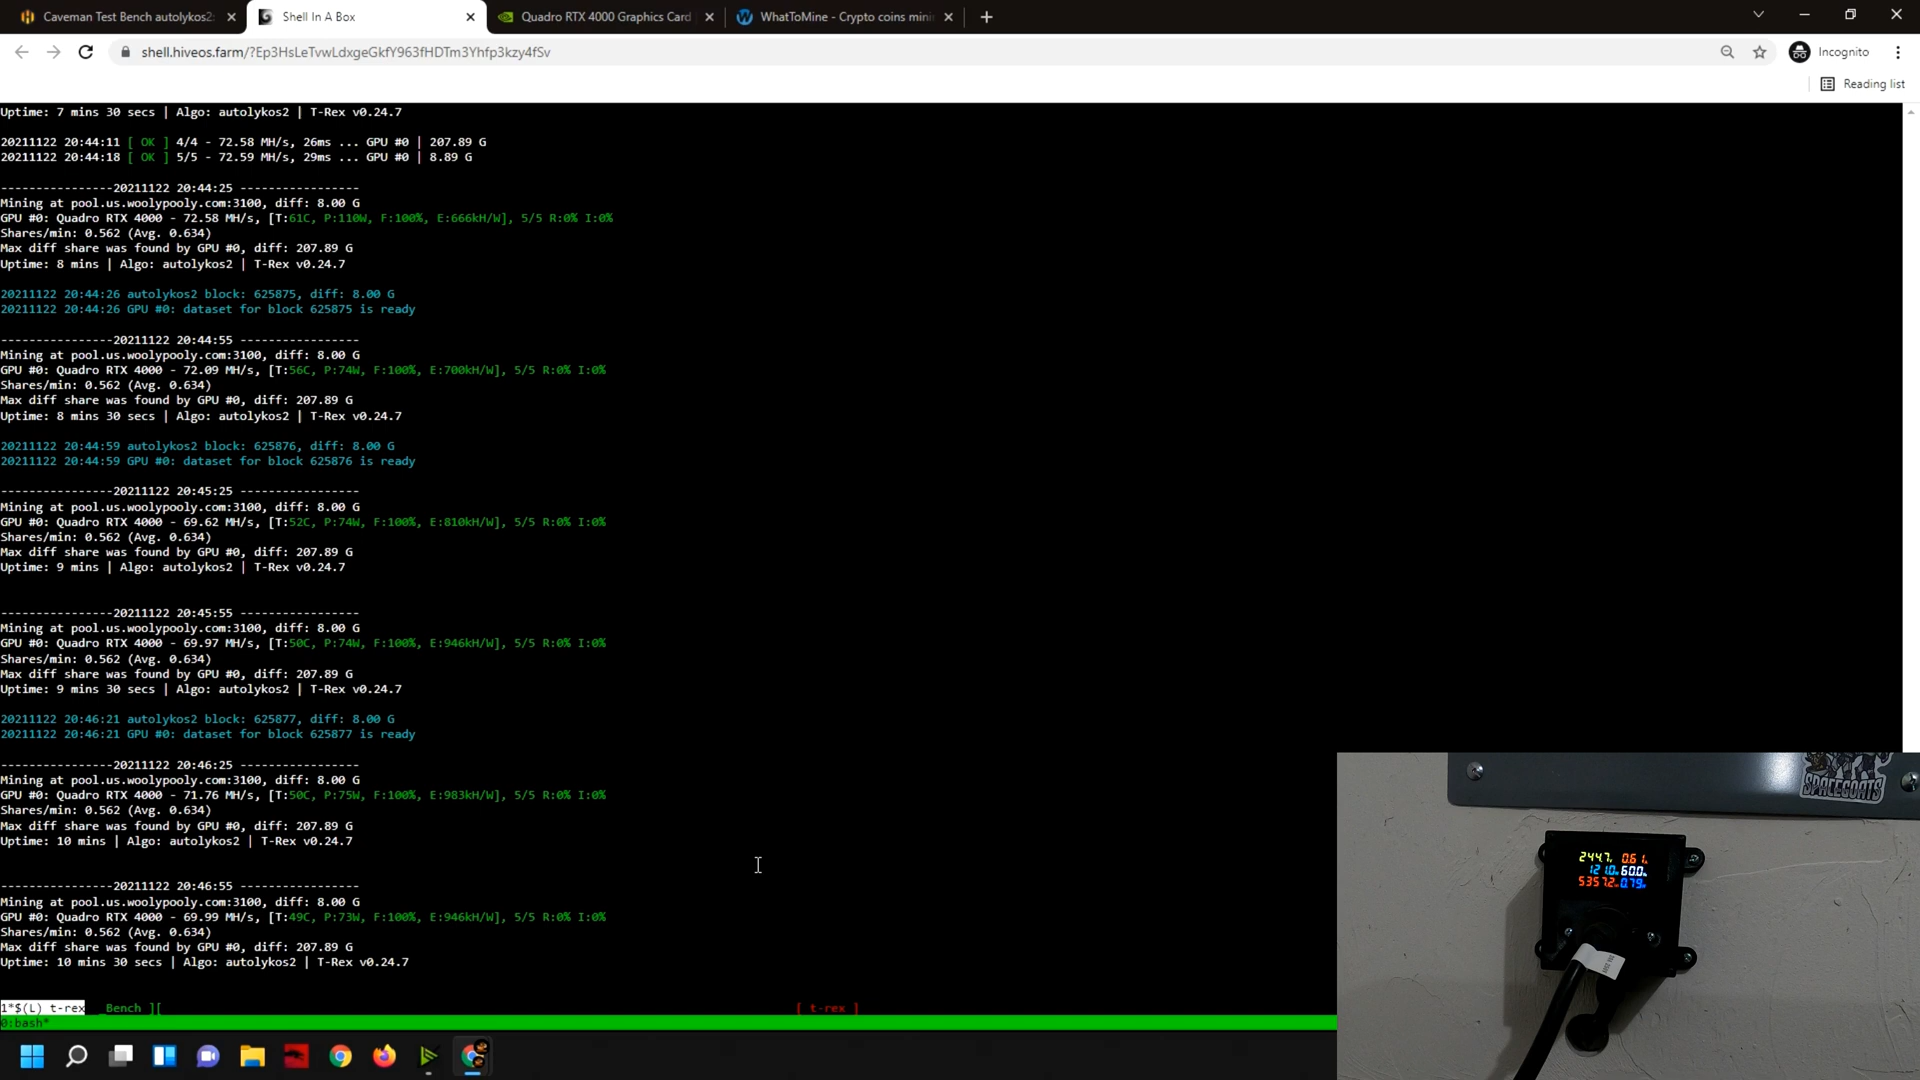 Caveman Test Bench autolykos2
Shell In A Box
Quadro RTX 4000 Graphics Card
WhatToMine - Crypto coins mini
shell.hiveos.farm/?Ep3HsLeTvwLdxgeGkfY963fHDTm3Yhfp3kzy4fSv
Incognito
Reading list
Uptime: 7 mins 30 secs | Algo: autolykos2 | T-Rex v0.24.7
20211122 20:44:11 [ OK ] 4/4 - 72.58 MH/s, 26ms ... GPU #0 | 207.89 G
20211122 20:44:18 [ OK ] 5/5 - 72.59 MH/s, 29ms ... GPU #0 | 8.89 G
----------------20211122 20:44:25 -----------------
Mining at pool.us.woolypooly.com:3100, diff: 8.00 G
GPU #0: Quadro RTX 4000 - 72.58 MH/s, [T:61C, P:110W, F:100%, E:666kH/W], 5/5 R:0% I:0%
Shares/min: 0.562 (Avg. 0.634)
Max diff share was found by GPU #0, diff: 207.89 G
Uptime: 8 mins | Algo: autolykos2 | T-Rex v0.24.7
20211122 20:44:26 autolykos2 block: 625875, diff: 8.00 G
20211122 20:44:26 GPU #0: dataset for block 625875 is ready
----------------20211122 20:44:55 -----------------
Mining at pool.us.woolypooly.com:3100, diff: 8.00 G
GPU #0: Quadro RTX 4000 - 72.09 MH/s, [T:56C, P:74W, F:100%, E:700kH/W], 5/5 R:0% I:0%
Shares/min: 0.562 (Avg. 0.634)
Max diff share was found by GPU #0, diff: 207.89 G
Uptime: 8 mins 30 secs | Algo: autolykos2 | T-Rex v0.24.7
20211122 20:44:59 autolykos2 block: 625876, diff: 8.00 G
20211122 20:44:59 GPU #0: dataset for block 625876 is ready
----------------20211122 20:45:25 -----------------
Mining at pool.us.woolypooly.com:3100, diff: 8.00 G
GPU #0: Quadro RTX 4000 - 69.62 MH/s, [T:52C, P:74W, F:100%, E:810kH/W], 5/5 R:0% I:0%
Shares/min: 0.562 (Avg. 0.634)
Max diff share was found by GPU #0, diff: 207.89 G
Uptime: 9 mins | Algo: autolykos2 | T-Rex v0.24.7
----------------20211122 20:45:55 -----------------
Mining at pool.us.woolypooly.com:3100, diff: 8.00 G
GPU #0: Quadro RTX 4000 - 69.97 MH/s, [T:50C, P:74W, F:100%, E:946kH/W], 5/5 R:0% I:0%
Shares/min: 0.562 (Avg. 0.634)
Max diff share was found by GPU #0, diff: 207.89 G
Uptime: 9 mins 30 secs | Algo: autolykos2 | T-Rex v0.24.7
20211122 20:46:21 autolykos2 block: 625877, diff: 8.00 G
20211122 20:46:21 GPU #0: dataset for block 625877 is ready
----------------20211122 20:46:25 -----------------
Mining at pool.us.woolypooly.com:3100, diff: 8.00 G
GPU #0: Quadro RTX 4000 - 71.76 MH/s, [T:50C, P:75W, F:100%, E:983kH/W], 5/5 R:0% I:0%
Shares/min: 0.562 (Avg. 0.634)
Max diff share was found by GPU #0, diff: 207.89 G
Uptime: 10 mins | Algo: autolykos2 | T-Rex v0.24.7
----------------20211122 20:46:55 -----------------
Mining at pool.us.woolypooly.com:3100, diff: 8.00 G
GPU #0: Quadro RTX 4000 - 69.99 MH/s, [T:49C, P:73W, F:100%, E:946kH/W], 5/5 R:0% I:0%
Shares/min: 0.562 (Avg. 0.634)
Max diff share was found by GPU #0, diff: 207.89 G
Uptime: 10 mins 30 secs | Algo: autolykos2 | T-Rex v0.24.7
1*$(L) t-rex _Bench ][ [ t-rex ]
0:bash*
SPACEGOATS
244.7 0.61
121.0 60.0
5357.2 0.79